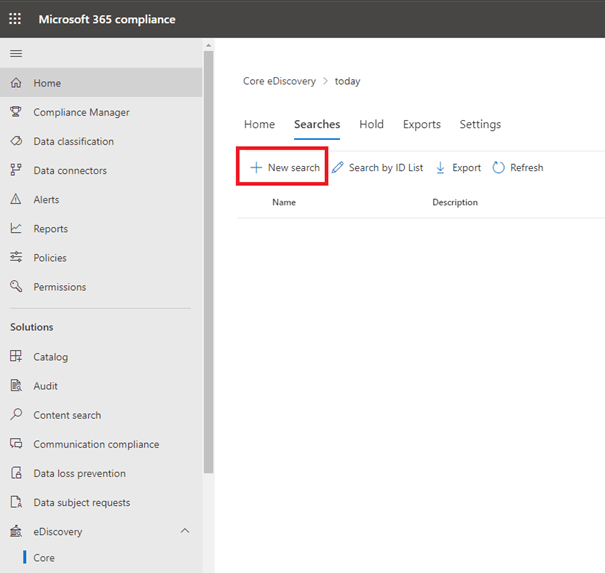 Microsoft 365 compliance
Home
Compliance Manager
Data classification
Data connectors
Alerts
Reports
Policies
Permissions
Solutions
Catalog
Audit
Content search
Communication compliance
Data loss prevention
Data subject requests
eDiscovery
Core
Core eDiscovery > today
Home Searches Hold Exports Settings
+ New search Search by ID List Export Refresh
Name Description